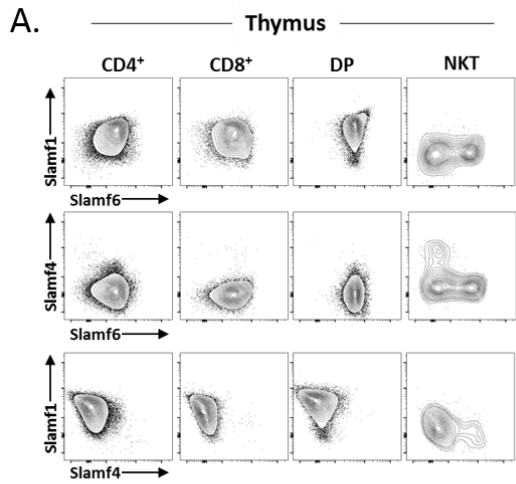 A.
Thymus
CD4+ CD8+ DP NKT
Slamf1
Slamf6
Slamf4
Slamf6
Slamf1
Slamf4